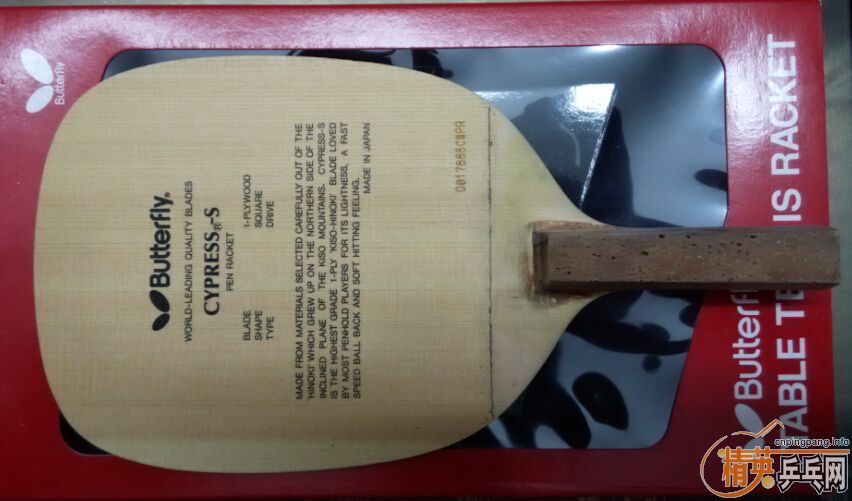 Butterfly
Butterfly®
WORLD-LEADING QUALITY BLADES
CYPRESS®-S
PEN RACKET
BLADE 1-PLYWOOD
SHAPE SQUARE
TYPE DRIVE
MADE FROM MATERIALS SELECTED CAREFULLY OUT OF THE
'HINOKI' WHICH GREW UP ON THE NORTHERN SIDE OF THE
INCLINED PLANE OF THE KISO MOUNTAINS. CYPRESS-S
IS THE HIGHEST GRADE 1-PLY 'KISO-HINOKI' BLADE LOVED
BY MOST PENHOLD PLAYERS FOR ITS LIGHTNESS, A FAST
SPEED BALL BACK AND SOFT HITTING FEELING.
MADE IN JAPAN
Butterfly
TABLE TE IS RACKET
cnpingpang.info
精英乒乓网